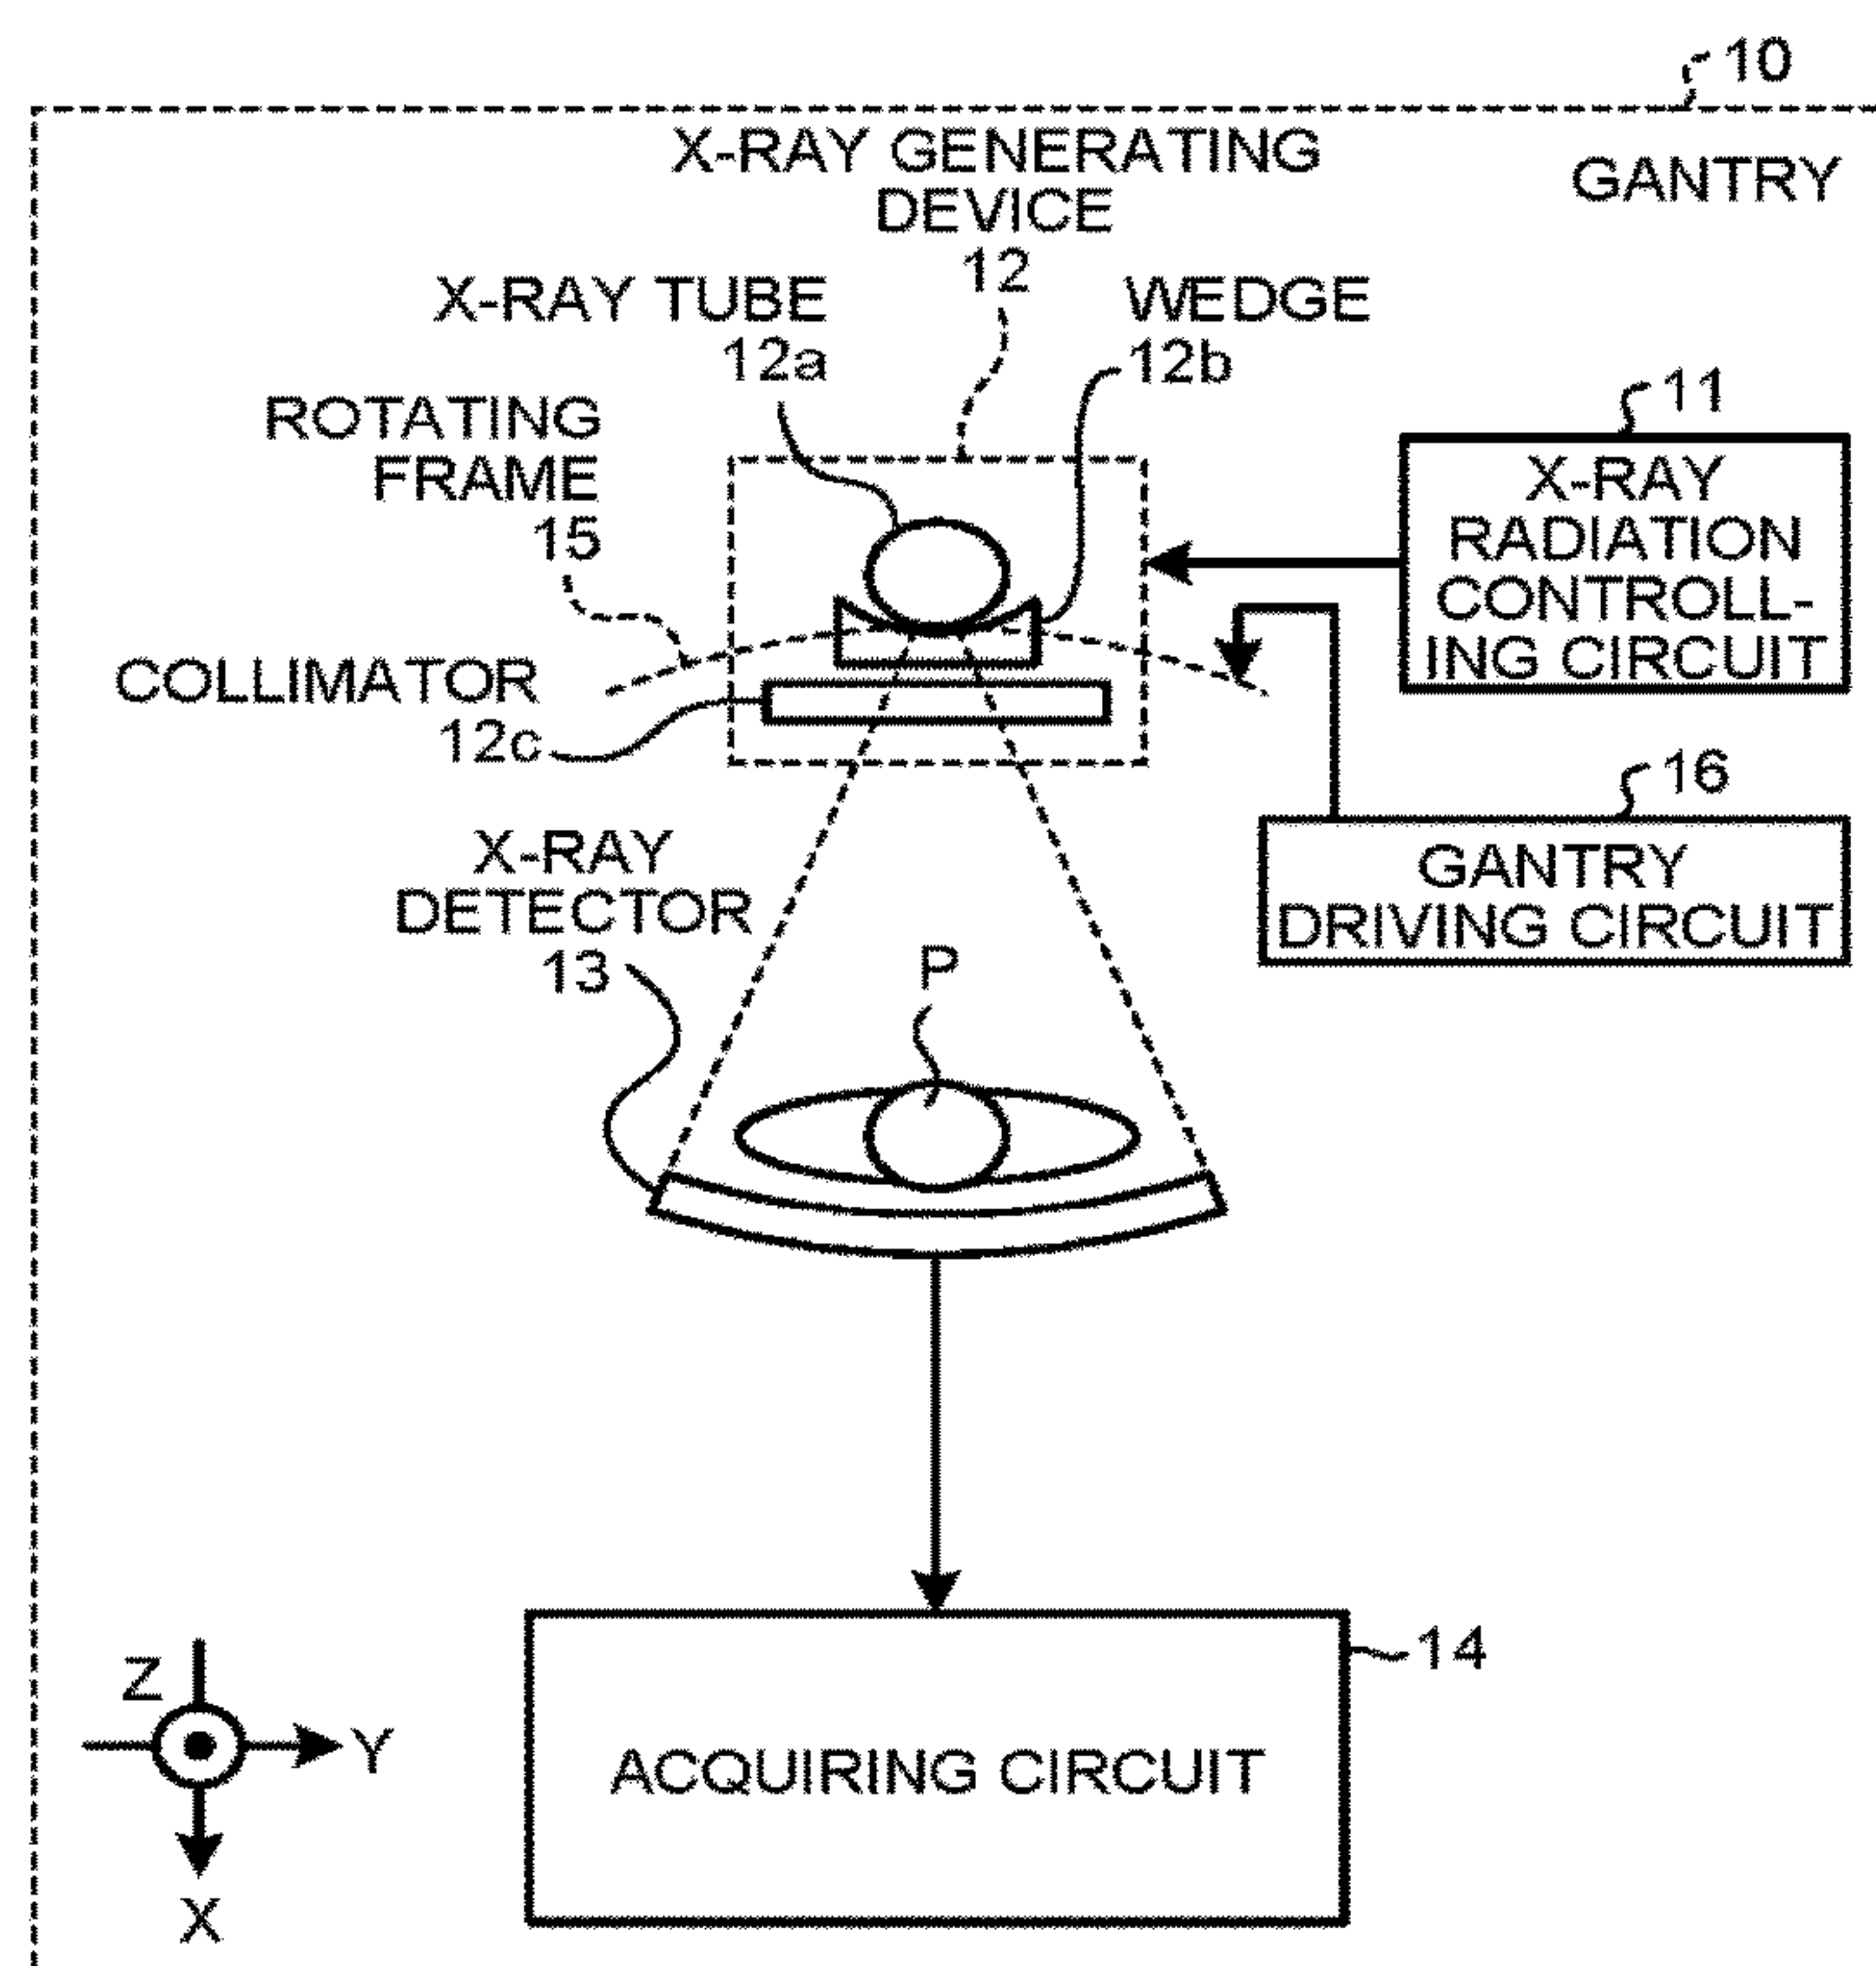 10
GANTRY
X-RAY GENERATING
DEVICE
12
X-RAY TUBE
12a
WEDGE
12b
ROTATING
FRAME
15
11
X-RAY
RADIATION
CONTROLL-
ING CIRCUIT
COLLIMATOR
12c
16
GANTRY
DRIVING CIRCUIT
X-RAY
DETECTOR
13
P
14
ACQUIRING CIRCUIT
Z
Y
X